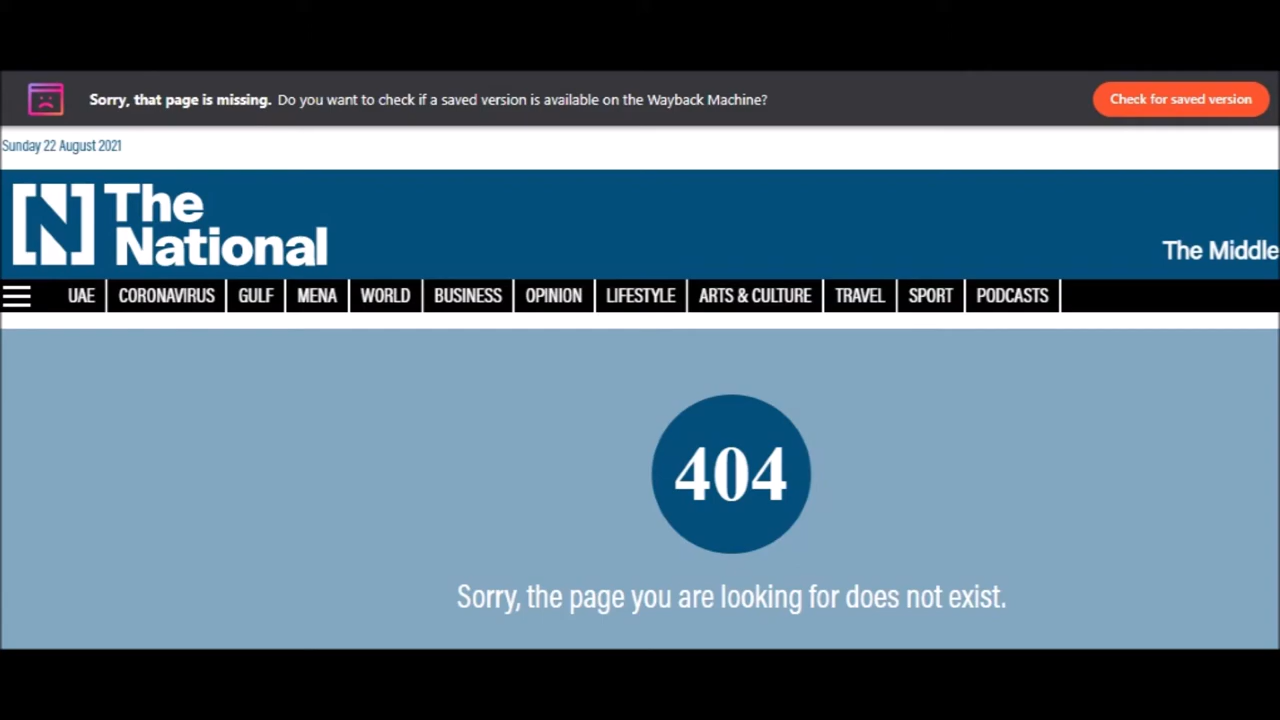 Sorry, that page is missing. Do you want to check if a saved version is available on the Wayback Machine?
Check for saved version
Sunday 22 August 2021
[N] The
National
The Middle
UAE CORONAVIRUS GULF MENA WORLD BUSINESS OPINION LIFESTYLE ARTS & CULTURE TRAVEL SPORT PODCASTS
404
Sorry, the page you are looking for does not exist.